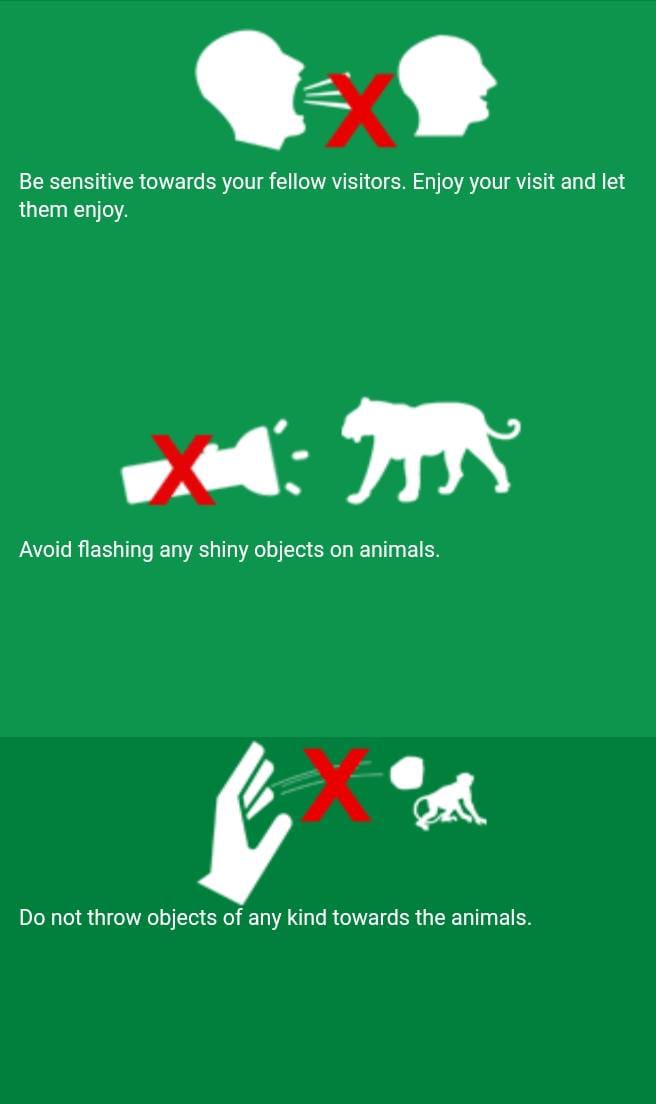 X
Be sensitive towards your fellow visitors. Enjoy your visit and let
them enjoy.
X
Avoid flashing any shiny objects on animals.
X
Do not throw objects of any kind towards the animals.